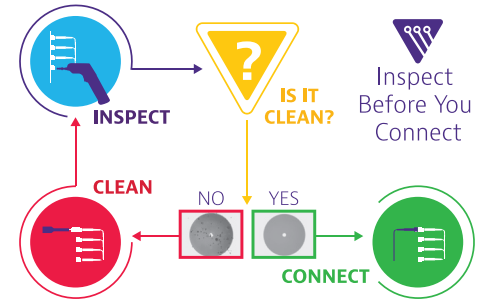 ?
INSPECT
IS IT
CLEAN?
Inspect
Before You
Connect
CLEAN
NO
YES
CONNECT